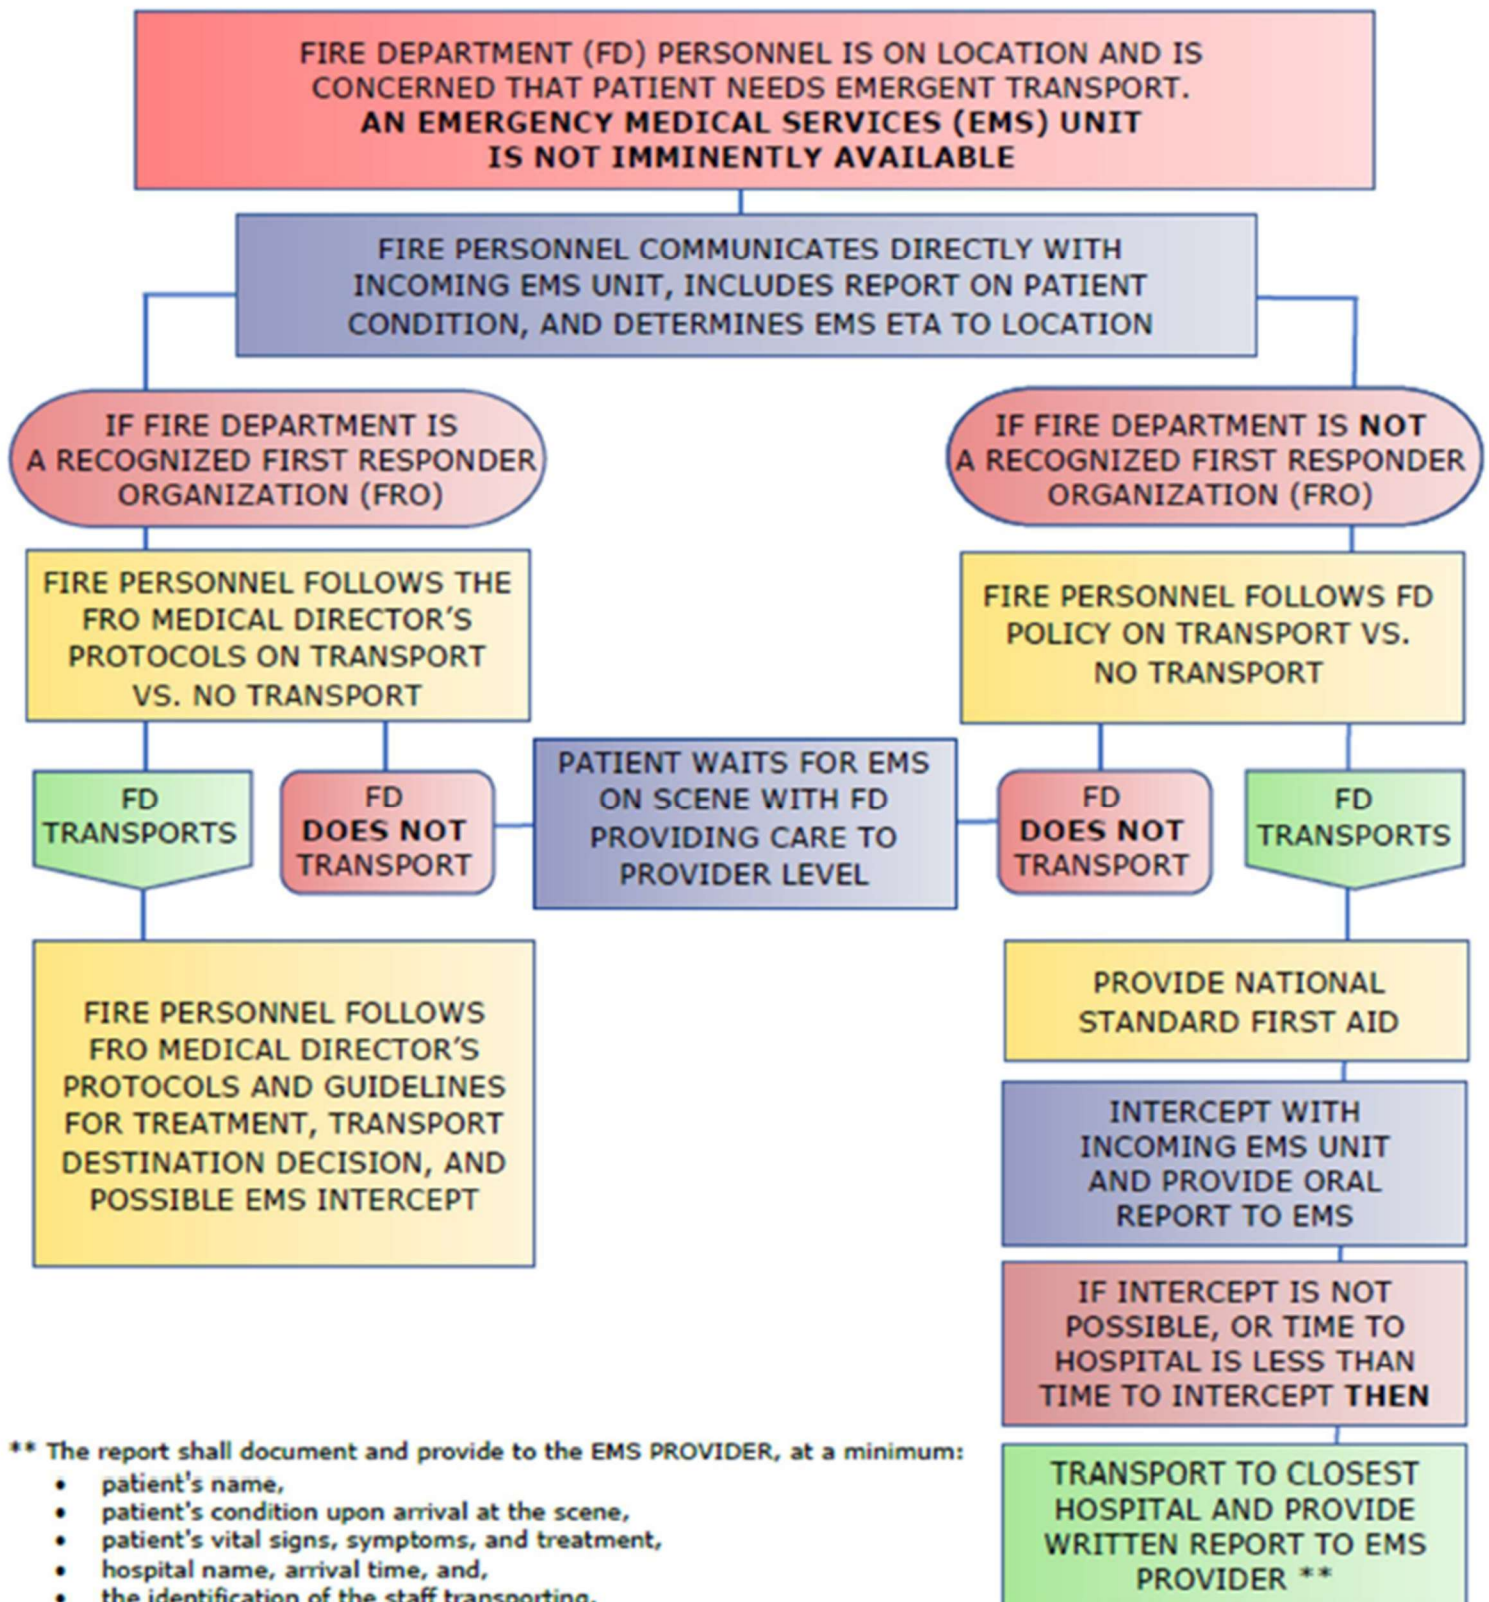 FIRE DEPARTMENT (FD) PERSONNEL IS ON LOCATION AND IS
CONCERNED THAT PATIENT NEEDS EMERGENT TRANSPORT.
AN EMERGENCY MEDICAL SERVICES (EMS) UNIT
IS NOT IMMINENTLY AVAILABLE
FIRE PERSONNEL COMMUNICATES DIRECTLY WITH
INCOMING EMS UNIT, INCLUDES REPORT ON PATIENT
CONDITION, AND DETERMINES EMS ETA TO LOCATION
IF FIRE DEPARTMENT IS
A RECOGNIZED FIRST RESPONDER
ORGANIZATION (FRO)
IF FIRE DEPARTMENT IS NOT
A RECOGNIZED FIRST RESPONDER
ORGANIZATION (FRO)
FIRE PERSONNEL FOLLOWS THE
FRO MEDICAL DIRECTOR'S
PROTOCOLS ON TRANSPORT
VS. NO TRANSPORT
FIRE PERSONNEL FOLLOWS FD
POLICY ON TRANSPORT VS.
NO TRANSPORT
FD
TRANSPORTS
FD
DOES NOT
TRANSPORT
PATIENT WAITS FOR EMS
ON SCENE WITH FD
PROVIDING CARE TO
PROVIDER LEVEL
FD
DOES NOT
TRANSPORT
FD
TRANSPORTS
FIRE PERSONNEL FOLLOWS
FRO MEDICAL DIRECTOR'S
PROTOCOLS AND GUIDELINES
FOR TREATMENT, TRANSPORT
DESTINATION DECISION, AND
POSSIBLE EMS INTERCEPT
PROVIDE NATIONAL
STANDARD FIRST AID
INTERCEPT WITH
INCOMING EMS UNIT
AND PROVIDE ORAL
REPORT TO EMS
IF INTERCEPT IS NOT
POSSIBLE, OR TIME TO
HOSPITAL IS LESS THAN
TIME TO INTERCEPT THEN
TRANSPORT TO CLOSEST
HOSPITAL AND PROVIDE
WRITTEN REPORT TO EMS
PROVIDER **
** The report shall document and provide to the EMS PROVIDER, at a minimum:
• patient's name,
• patient's condition upon arrival at the scene,
• patient's vital signs, symptoms, and treatment,
• hospital name, arrival time, and,
• the identification of the staff transporting.